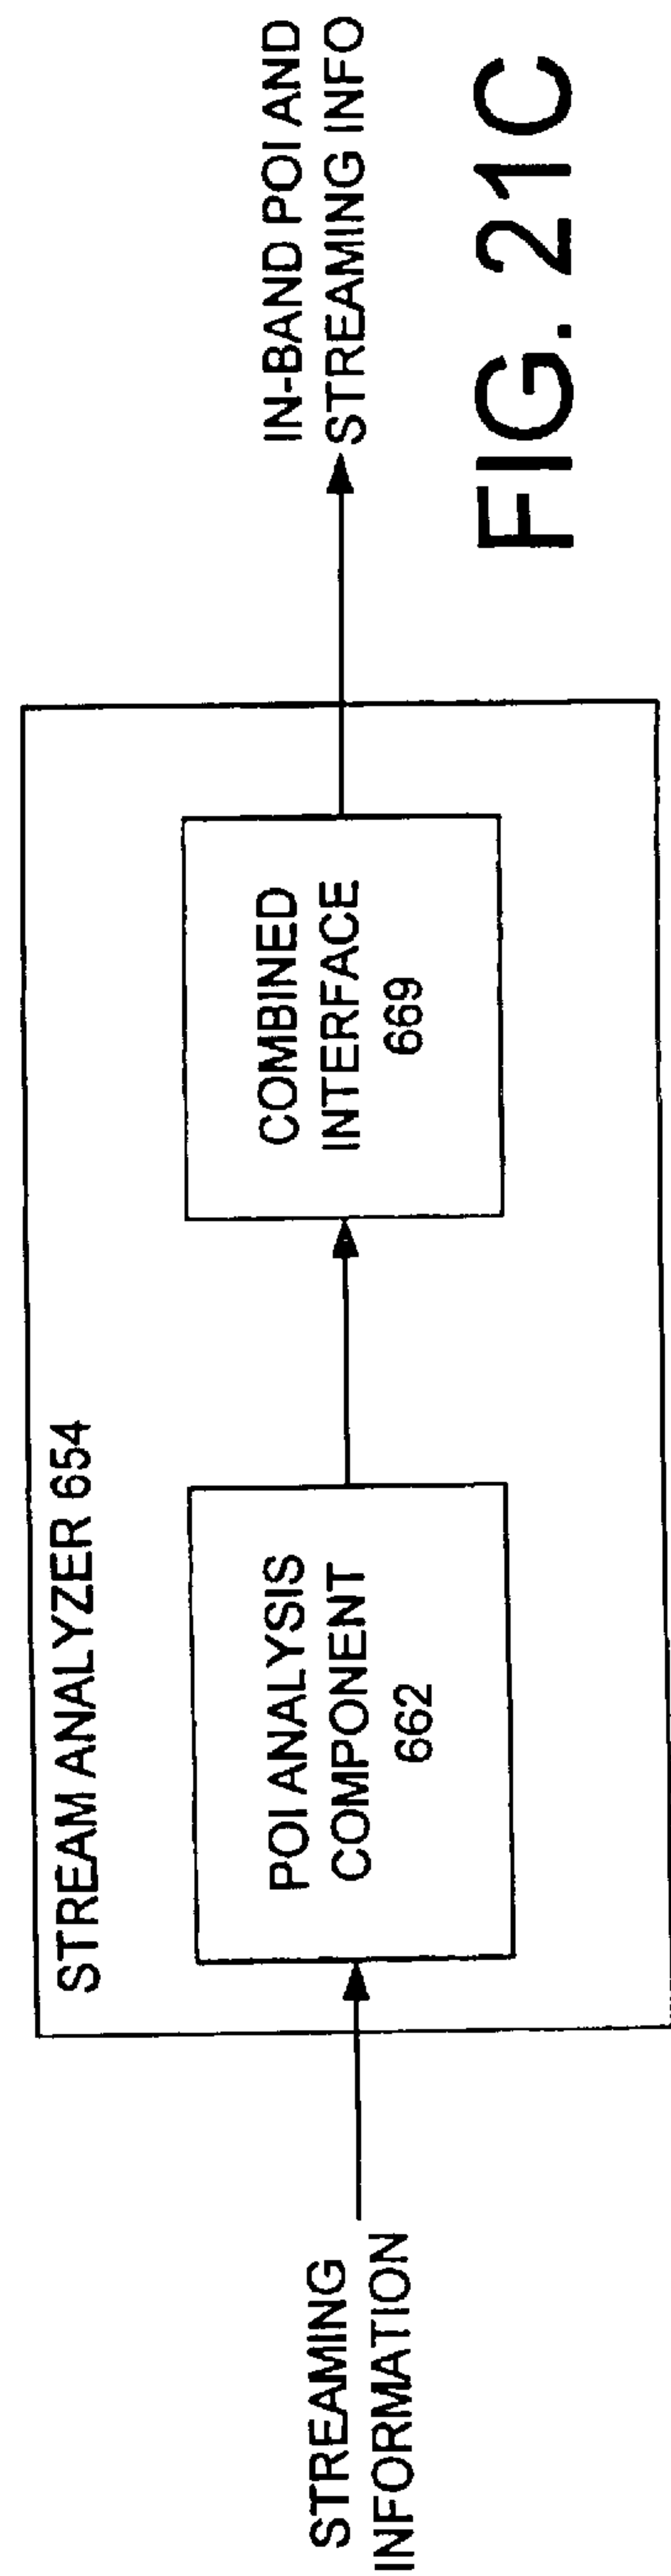 STREAMING
INFORMATION
STREAM ANALYZER 654
POI ANALYSIS
COMPONENT
662
COMBINED
INTERFACE
669
IN-BAND POI AND
STREAMING INFO
FIG. 21C